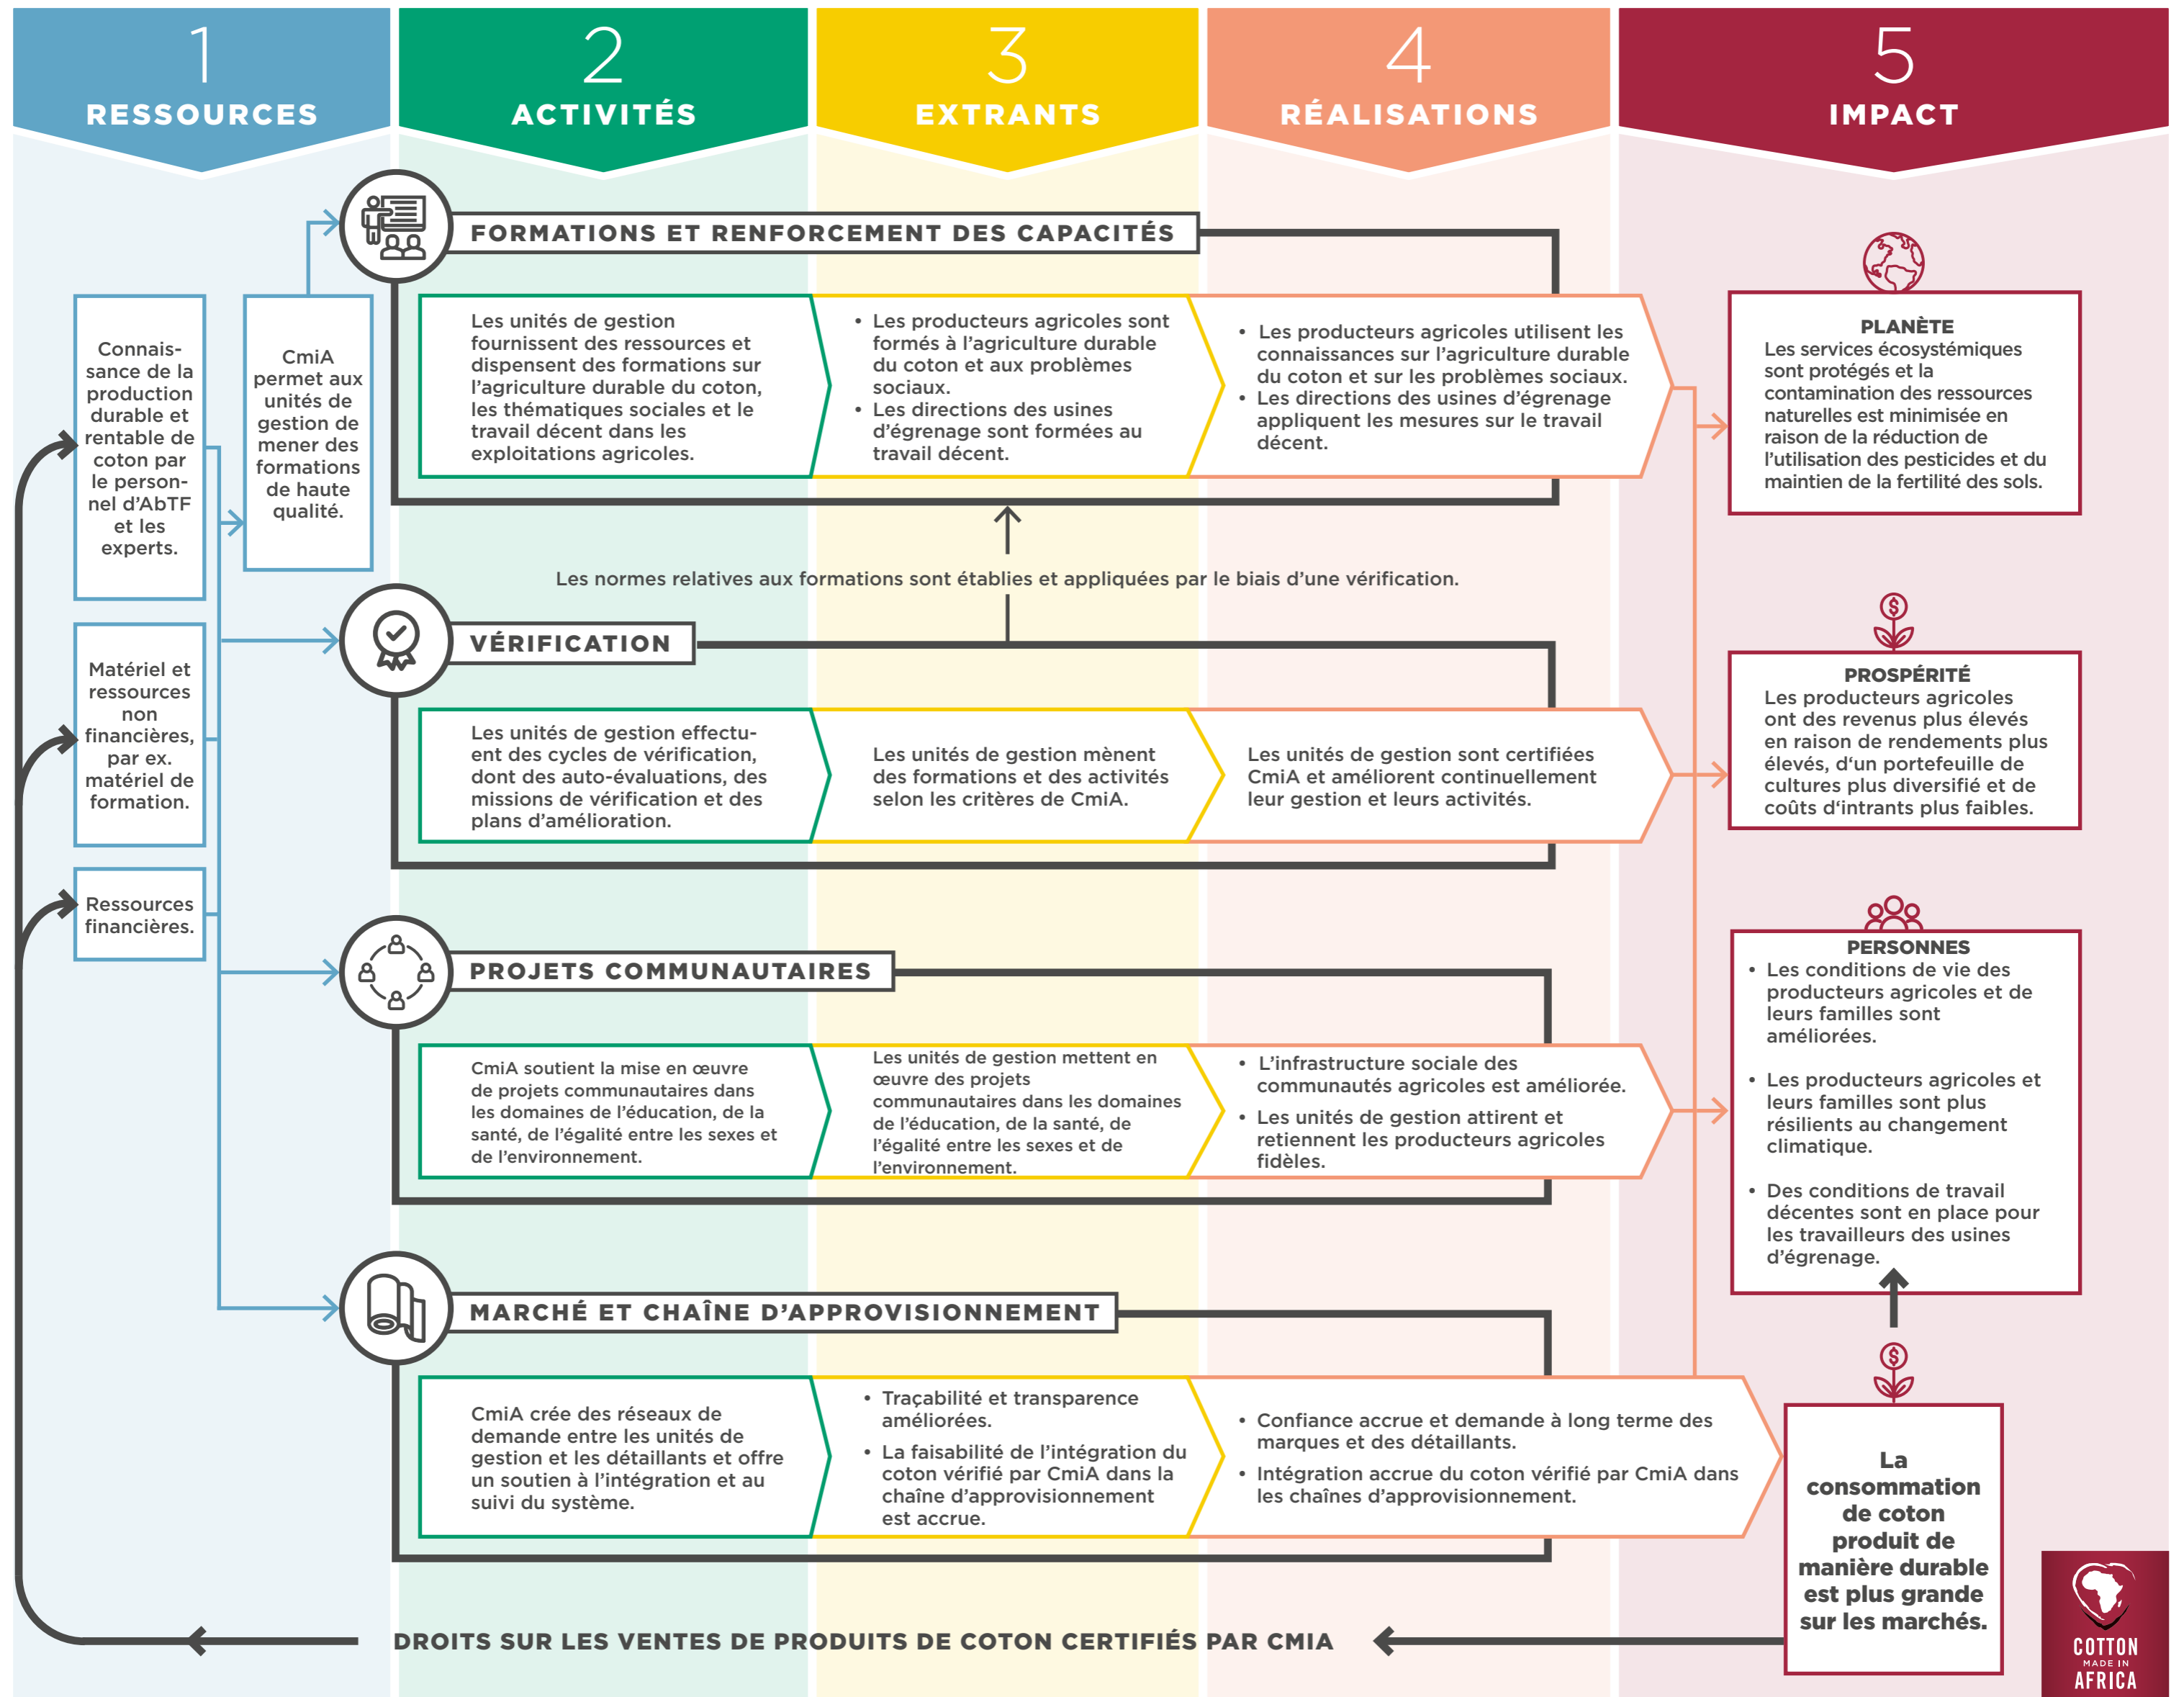 1
RESSOURCES
2
ACTIVITÉS
3
EXTRANTS
4
RÉALISATIONS
5
IMPACT
Connais-
sance de la
production
durable et
rentable de
coton par
le person-
nel d’AbTF
et les
experts.
CmiA
permet aux
unités de
gestion de
mener des
formations
de haute
qualité.
Matériel et
ressources
non
financières,
par ex.
matériel de
formation.
Ressources
financières.
FORMATIONS ET RENFORCEMENT DES CAPACITÉS
Les unités de gestion
fournissent des ressources et
dispensent des formations sur
l’agriculture durable du coton,
les thématiques sociales et le
travail décent dans les
exploitations agricoles.
• Les producteurs agricoles sont
formés à l’agriculture durable
du coton et aux problèmes
sociaux.
• Les directions des usines
d’égrenage sont formées au
travail décent.
• Les producteurs agricoles utilisent les
connaissances sur l’agriculture durable
du coton et sur les problèmes sociaux.
• Les directions des usines d’égrenage
appliquent les mesures sur le travail
décent.
Les normes relatives aux formations sont établies et appliquées par le biais d’une vérification.
VÉRIFICATION
Les unités de gestion effectu-
ent des cycles de vérification,
dont des auto-évaluations, des
missions de vérification et des
plans d’amélioration.
Les unités de gestion mènent
des formations et des activités
selon les critères de CmiA.
Les unités de gestion sont certifiées
CmiA et améliorent continuellement
leur gestion et leurs activités.
PROJETS COMMUNAUTAIRES
CmiA soutient la mise en œuvre
de projets communautaires dans
les domaines de l’éducation, de la
santé, de l’égalité entre les sexes et
de l’environnement.
Les unités de gestion mettent en
œuvre des projets
communautaires dans les domaines
de l’éducation, de la santé, de
l’égalité entre les sexes et de
l’environnement.
• L’infrastructure sociale des
communautés agricoles est améliorée.
• Les unités de gestion attirent et
retiennent les producteurs agricoles
fidèles.
MARCHÉ ET CHAÎNE D’APPROVISIONNEMENT
CmiA crée des réseaux de
demande entre les unités de
gestion et les détaillants et offre
un soutien à l’intégration et au
suivi du système.
• Traçabilité et transparence
améliorées.
• La faisabilité de l’intégration du
coton vérifié par CmiA dans la
chaîne d’approvisionnement
est accrue.
• Confiance accrue et demande à long terme des
marques et des détaillants.
• Intégration accrue du coton vérifié par CmiA dans
les chaînes d’approvisionnement.
PLANÈTE
Les services écosystémiques
sont protégés et la
contamination des ressources
naturelles est minimisée en
raison de la réduction de
l’utilisation des pesticides et du
maintien de la fertilité des sols.
$
PROSPÉRITÉ
Les producteurs agricoles
ont des revenus plus élevés
en raison de rendements plus
élevés, d‘un portefeuille de
cultures plus diversifié et de
coûts d‘intrants plus faibles.
PERSONNES
• Les conditions de vie des
producteurs agricoles et de
leurs familles sont
améliorées.
• Les producteurs agricoles et
leurs familles sont plus
résilients au changement
climatique.
• Des conditions de travail
décentes sont en place pour
les travailleurs des usines
d’égrenage.
$
La
consommation
de coton
produit de
manière durable
est plus grande
sur les marchés.
DROITS SUR LES VENTES DE PRODUITS DE COTON CERTIFIÉS PAR CMIA
COTTON
MADE IN
AFRICA